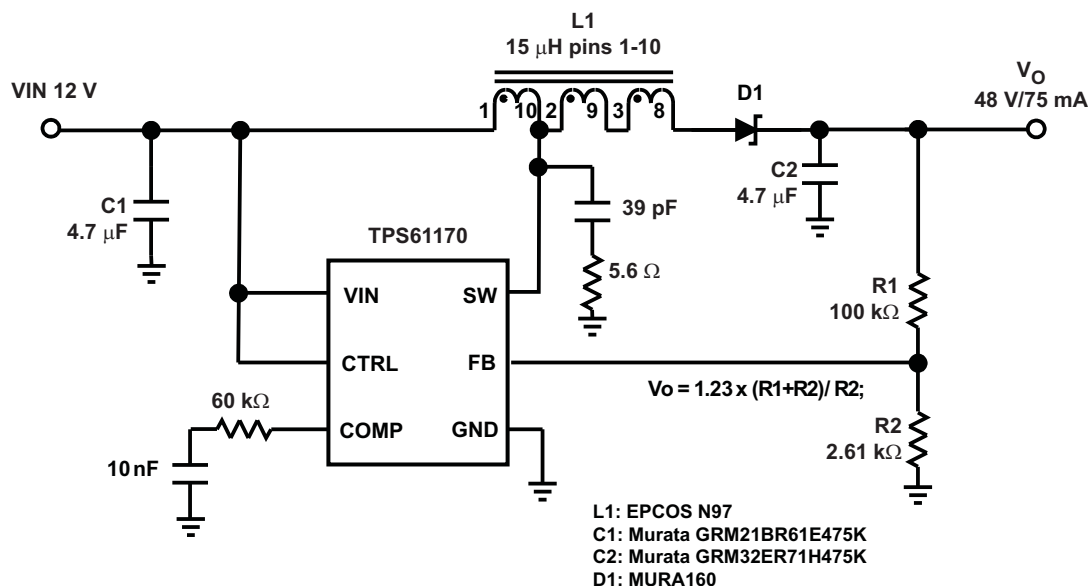 L1
15 μH pins 1-10
VIN 12 V
1 10 2 9 3 8
D1
VO
48 V/75 mA
C1
4.7 μF
C2
4.7 μF
39 pF
TPS61170
5.6 Ω
VIN
SW
R1
100 kΩ
CTRL
FB
Vo = 1.23 x (R1+R2)/ R2;
60 kΩ
COMP
GND
R2
2.61 kΩ
10 nF
L1: EPCOS N97
C1: Murata GRM21BR61E475K
C2: Murata GRM32ER71H475K
D1: MURA160